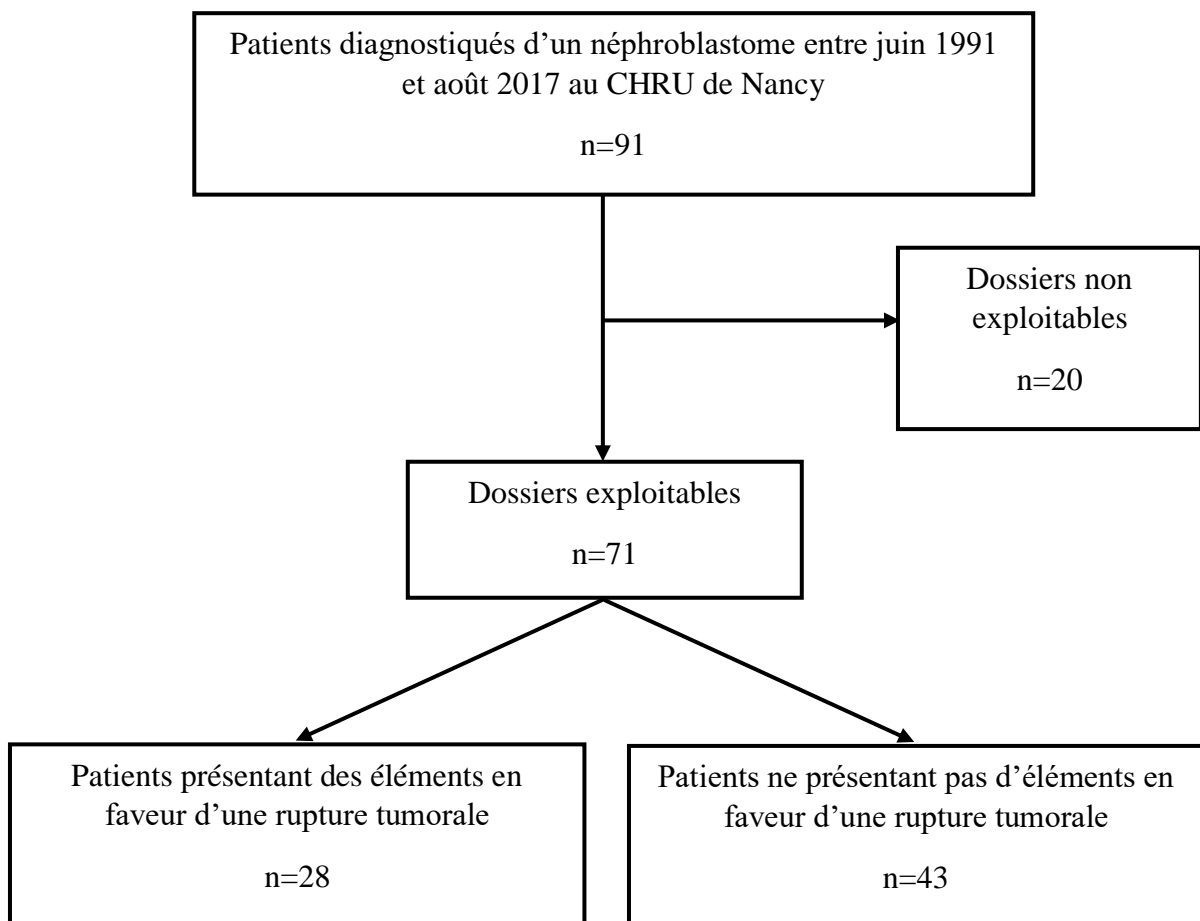 Patients diagnostiqués d’un néphroblastome entre juin 1991
et août 2017 au CHRU de Nancy
n=91
Dossiers non
exploitables
n=20
Dossiers exploitables
n=71
Patients présentant des éléments en
faveur d’une rupture tumorale
n=28
Patients ne présentant pas d’éléments en
faveur d’une rupture tumorale
n=43